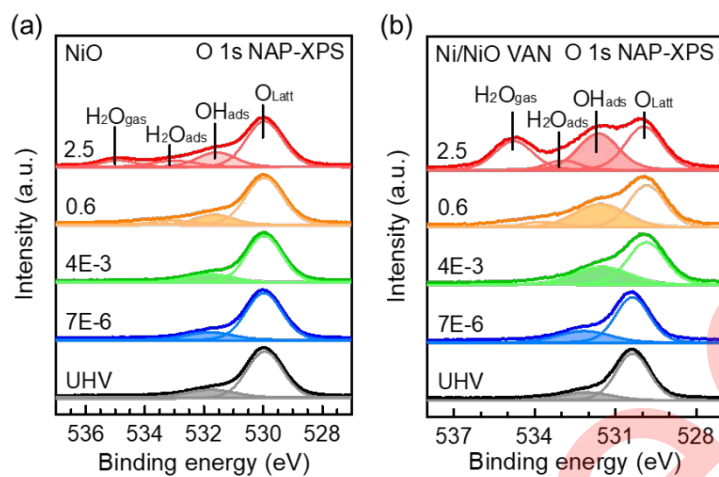 (a)
NiO O 1s NAP-XPS
H2Ogas
H2Oads
OHads
OLatt
2.5
0.6
4E-3
7E-6
UHV
536 534 532 530 528
Binding energy (eV)
Intensity (a.u.)
(b)
Ni/NiO VAN O 1s NAP-XPS
H2Ogas
H2Oads
OHads
OLatt
2.5
0.6
4E-3
7E-6
UHV
537 534 531 528
Binding energy (eV)
Intensity (a.u.)